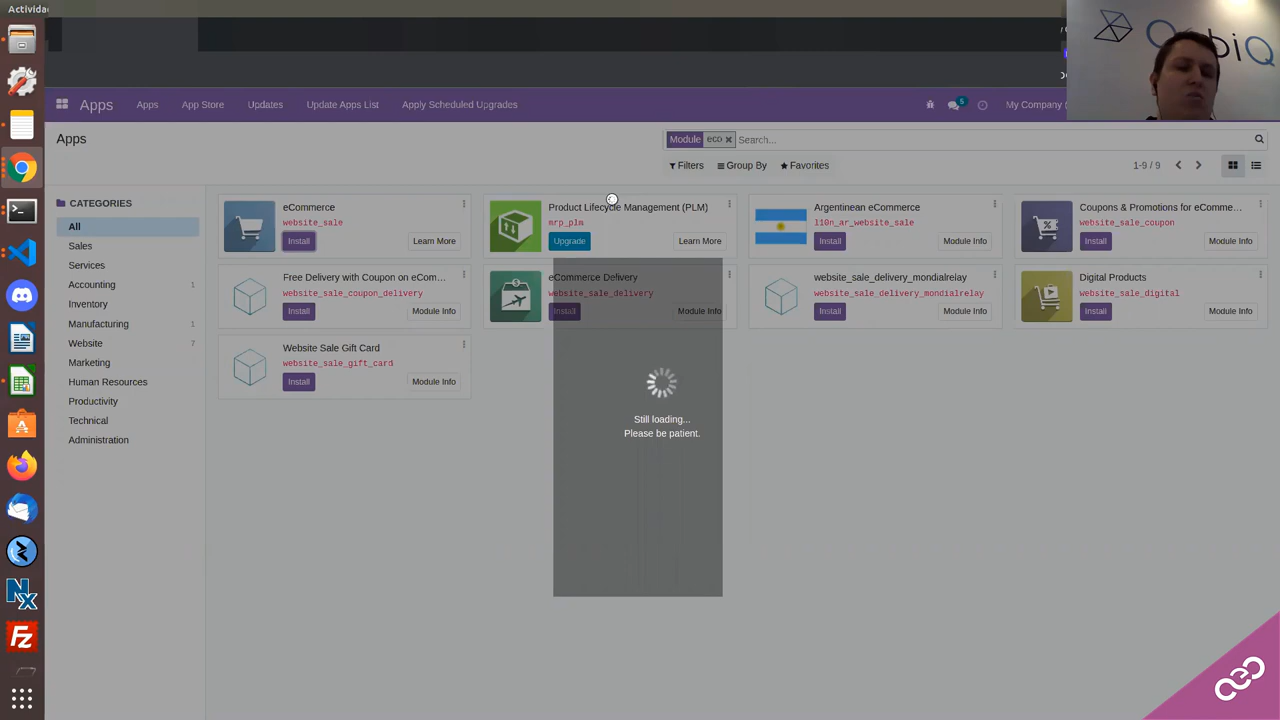 Actividad
Apps
Apps
App Store
Updates
Update Apps List
Apply Scheduled Upgrades
5
My Company (
Apps
Module
eco
Search...
Filters
Group By
Favorites
1-9 / 9
CATEGORIES
All
Sales
Services
Accounting 1
Inventory
Manufacturing 1
Website 7
Marketing
Human Resources
Productivity
Technical
Administration
eCommerce
website_sale
Install
Learn More
Product Lifecycle Management (PLM)
mrp_plm
Upgrade
Learn More
Argentinean eCommerce
l10n_ar_website_sale
Install
Module Info
Coupons & Promotions for eComme...
website_sale_coupon
Install
Module Info
Free Delivery with Coupon on eCom...
website_sale_coupon_delivery
Install
Module Info
eCommerce Delivery
website_sale_delivery
Install
Module Info
website_sale_delivery_mondialrelay
website_sale_delivery_mondialrelay
Install
Module Info
Digital Products
website_sale_digital
Install
Module Info
Website Sale Gift Card
website_sale_gift_card
Install
Module Info
Still loading...
Please be patient.